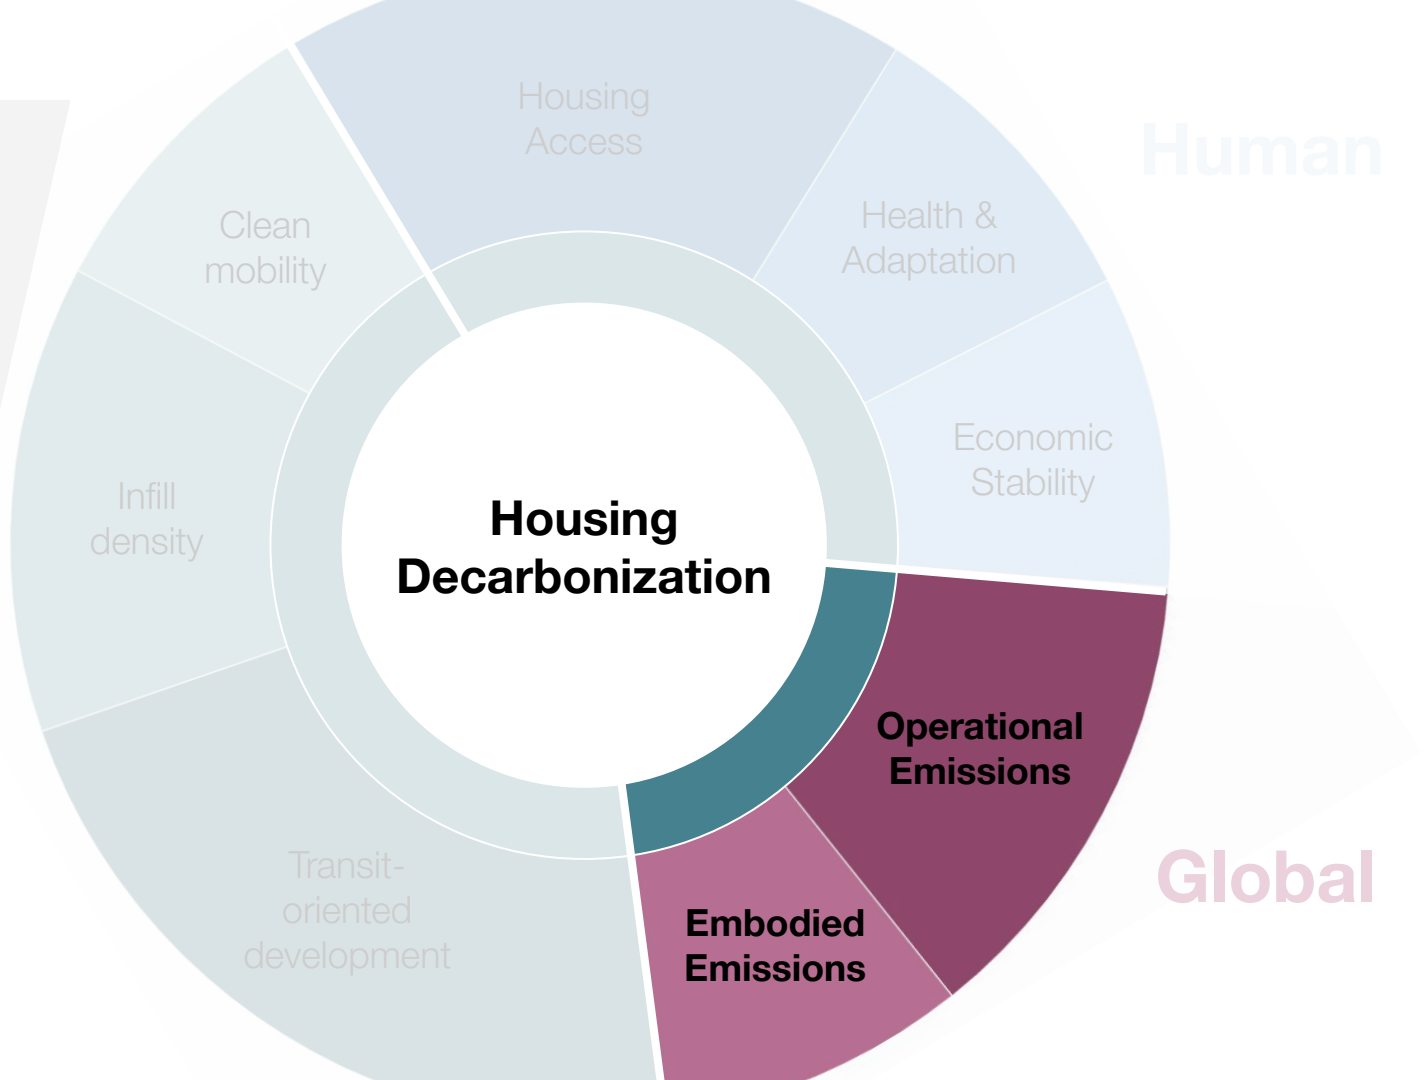 Housing
Access
Human
Clean
mobility
Health &
Adaptation
Economic
Stability
Infill
density
Housing
Decarbonization
Operational
Emissions
Transit-
oriented
development
Global
Embodied
Emissions